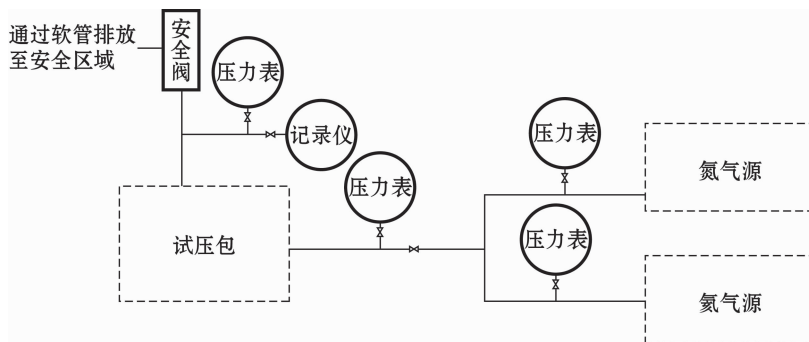 通过软管排放
至安全区域
安全阀
压力表
记录仪
压力表
压力表
氮气源
试压包
压力表
氦气源